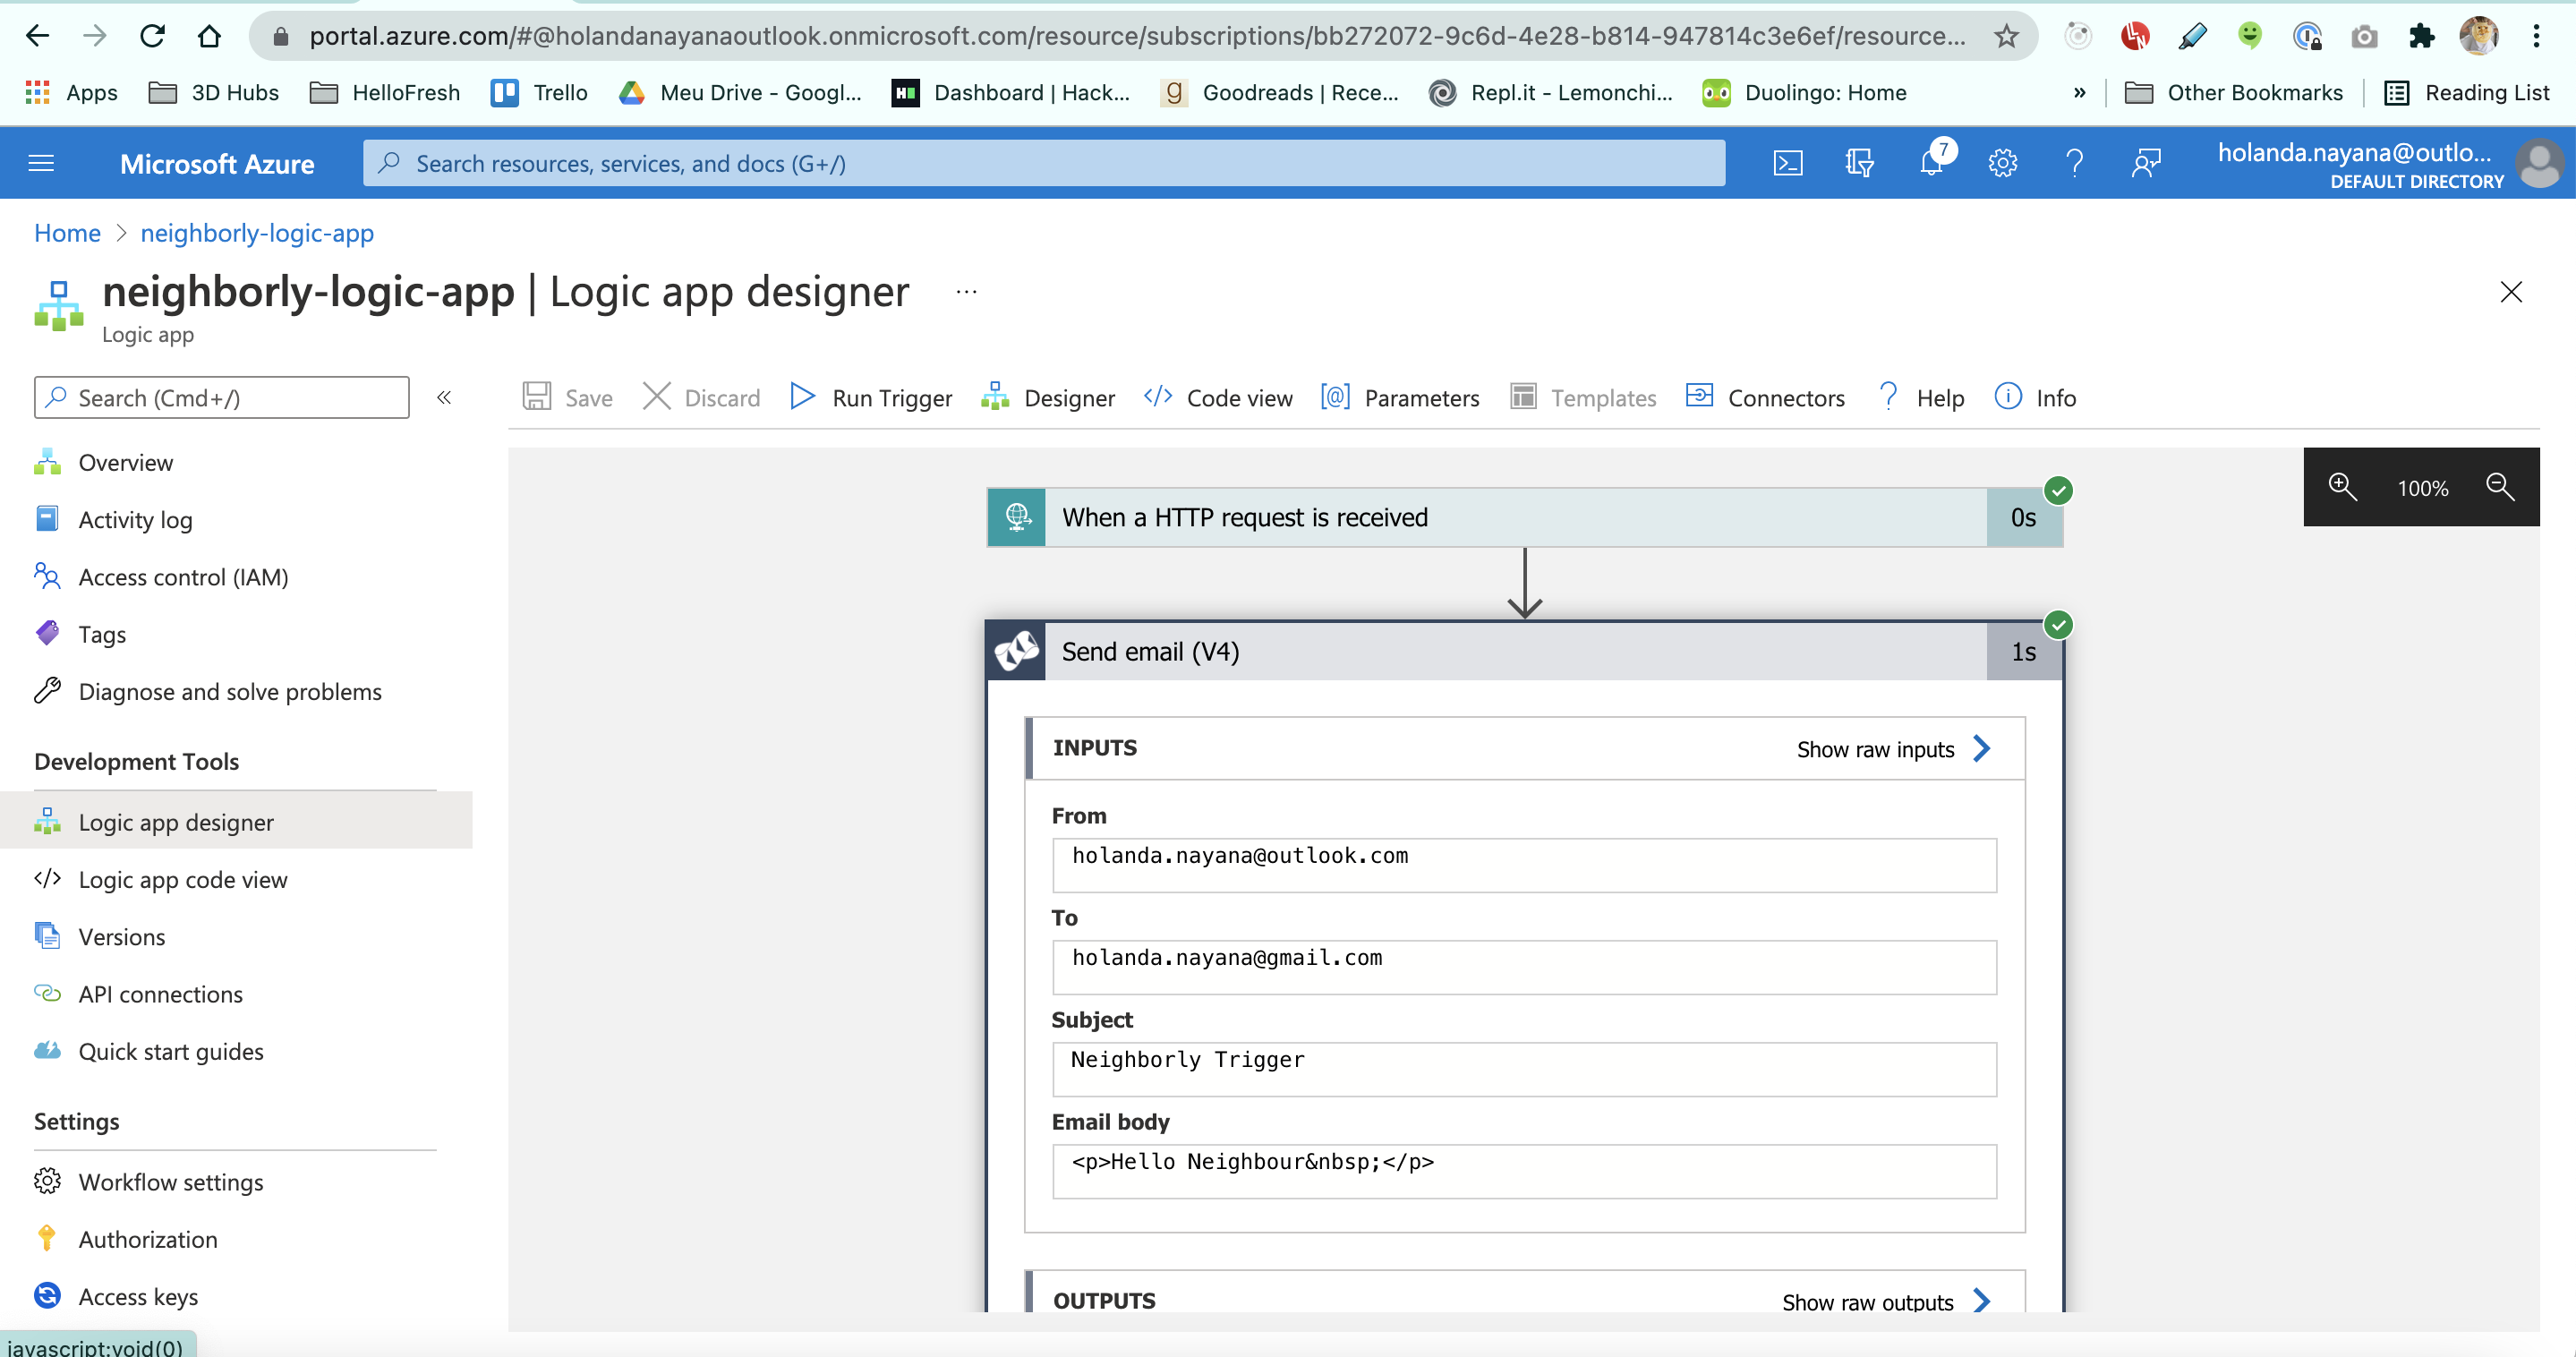 portal.azure.com/#@holandanayanaoutlook.onmicrosoft.com/resource/subscriptions/bb272072-9c6d-4e28-b814-947814c3e6ef/resource...
Apps 3D Hubs HelloFresh Trello Meu Drive - Googl... Dashboard | Hack... Goodreads | Rece... Repl.it - Lemonchi... Duolingo: Home » Other Bookmarks Reading List
Microsoft Azure Search resources, services, and docs (G+/) 7 holanda.nayana@outlo...
DEFAULT DIRECTORY
Home > neighborly-logic-app
neighborly-logic-app | Logic app designer ...
Logic app
Search (Cmd+/) « Save Discard Run Trigger Designer Code view Parameters Templates Connectors Help Info
Overview
Activity log
Access control (IAM)
Tags
Diagnose and solve problems
Development Tools
Logic app designer
Logic app code view
Versions
API connections
Quick start guides
Settings
Workflow settings
Authorization
Access keys
javascript:void(0)
100%
When a HTTP request is received 0s
Send email (V4) 1s
INPUTS Show raw inputs
From
holanda.nayana@outlook.com
To
holanda.nayana@gmail.com
Subject
Neighborly Trigger
Email body
<p>Hello Neighbour&nbsp;</p>
OUTPUTS Show raw outputs